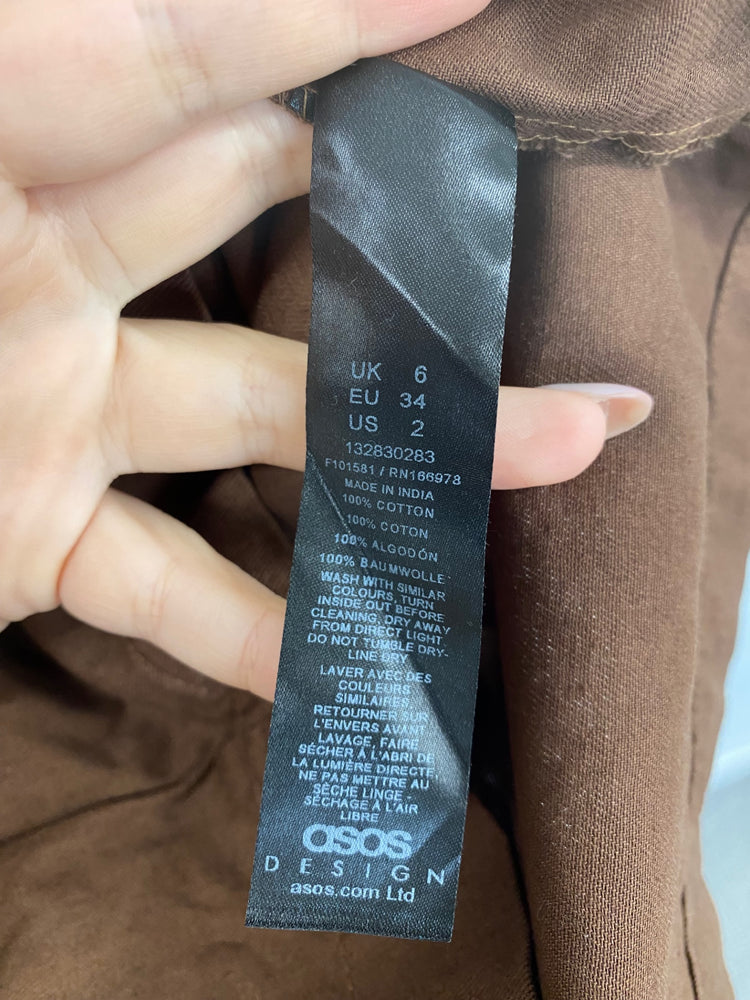 UK 6
EU 34
US 2
132830283
F101581 / RN166978
MADE IN INDIA
100% COTTON
100% COTON
100% ALGODÓN
100% BAUMWOLLE
WASH WITH SIMILAR
COLOURS, TURN
INSIDE OUT BEFORE
CLEANING, DRY AWAY
FROM DIRECT LIGHT
DO NOT TUMBLE DRY-
LINE DRY
LAVER AVEC DES
COULEURS
SIMILAIRES,
RETOURNER SUR
L'ENVERS AVANT
LAVAGE, FAIRE
SÉCHER À L'ABRI DE
LA LUMIÈRE DIRECTE,
NE PAS METTRE AU
SÈCHE LINGE,
SÉCHAGE À L'AIR
LIBRE
asos
DESIGN
asos.com Ltd